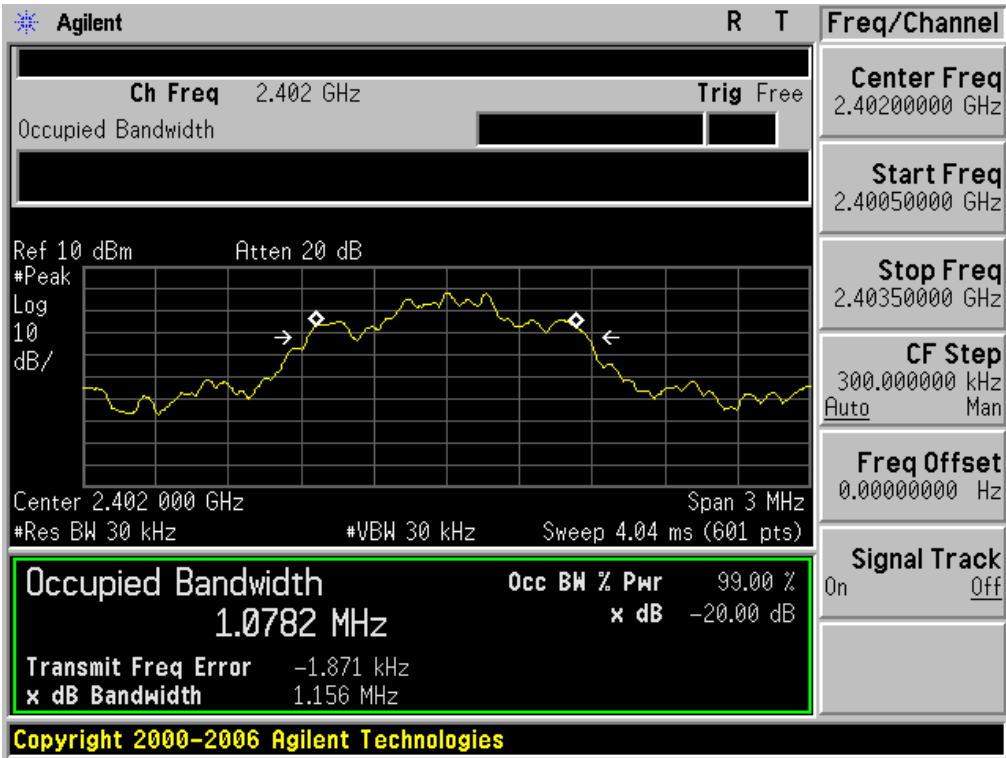 Agilent R T Freq/Channel
Ch Freq 2.402 GHz Trig Free
Occupied Bandwidth
Center Freq
2.40200000 GHz
Start Freq
2.40050000 GHz
Stop Freq
2.40350000 GHz
CF Step
300.000000 kHz
Auto Man
Freq Offset
0.00000000 Hz
Signal Track
On Off
Ref 10 dBm Atten 20 dB
#Peak
Log
10
dB/
Center 2.402 000 GHz Span 3 MHz
#Res BW 30 kHz #VBW 30 kHz Sweep 4.04 ms (601 pts)
Occupied Bandwidth Occ BW % Pwr 99.00 %
1.0782 MHz x dB -20.00 dB
Transmit Freq Error -1.871 kHz
x dB Bandwidth 1.156 MHz
Copyright 2000-2006 Agilent Technologies